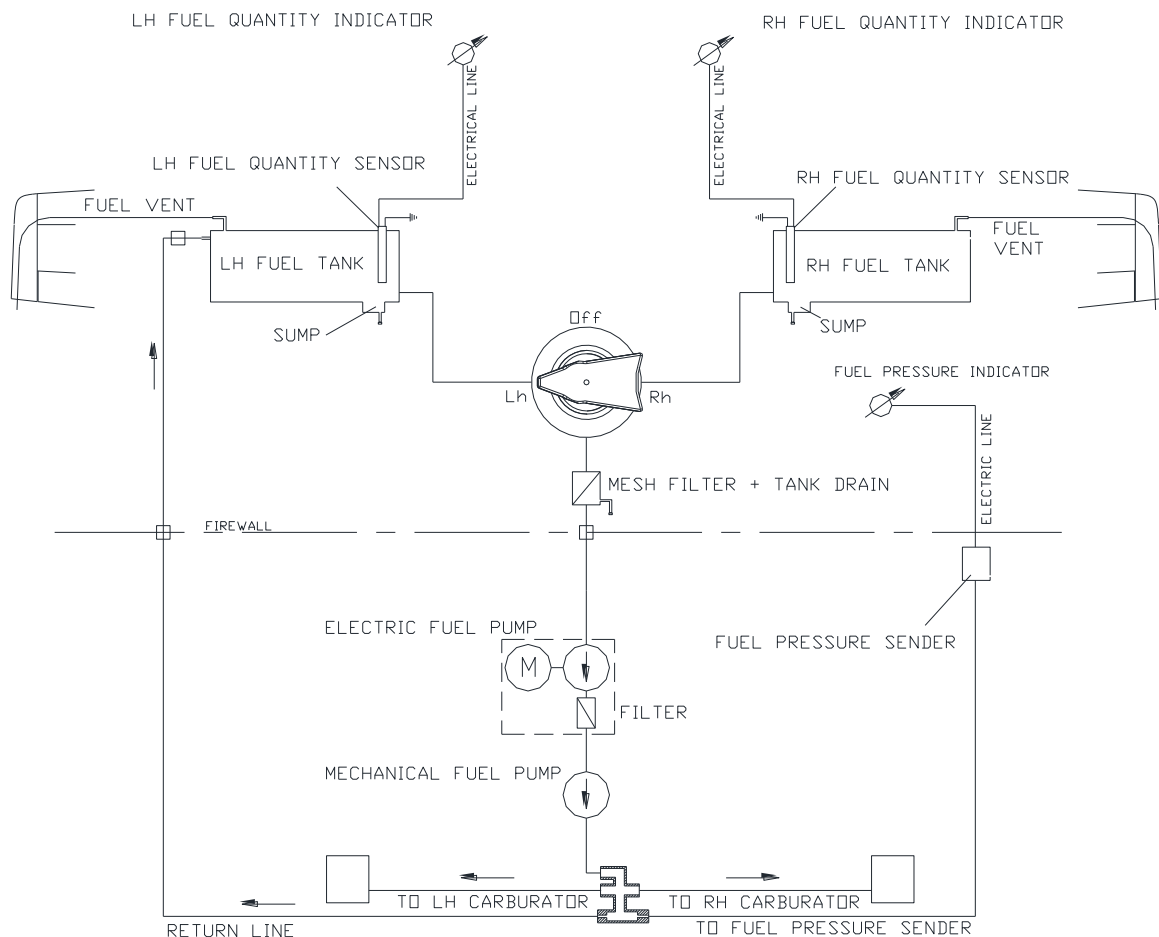 LH FUEL QUANTITY INDICATOR
RH FUEL QUANTITY INDICATOR
ELECTRICAL LINE
ELECTRICAL LINE
LH FUEL QUANTITY SENSOR
RH FUEL QUANTITY SENSOR
FUEL VENT
FUEL
VENT
LH FUEL TANK
RH FUEL TANK
SUMP
SUMP
Off
Lh
Rh
FUEL PRESSURE INDICATOR
ELECTRIC LINE
MESH FILTER + TANK DRAIN
FIREWALL
ELECTRIC FUEL PUMP
FUEL PRESSURE SENDER
M
FILTER
MECHANICAL FUEL PUMP
TO LH CARBURATOR
TO RH CARBURATOR
RETURN LINE
TO FUEL PRESSURE SENDER